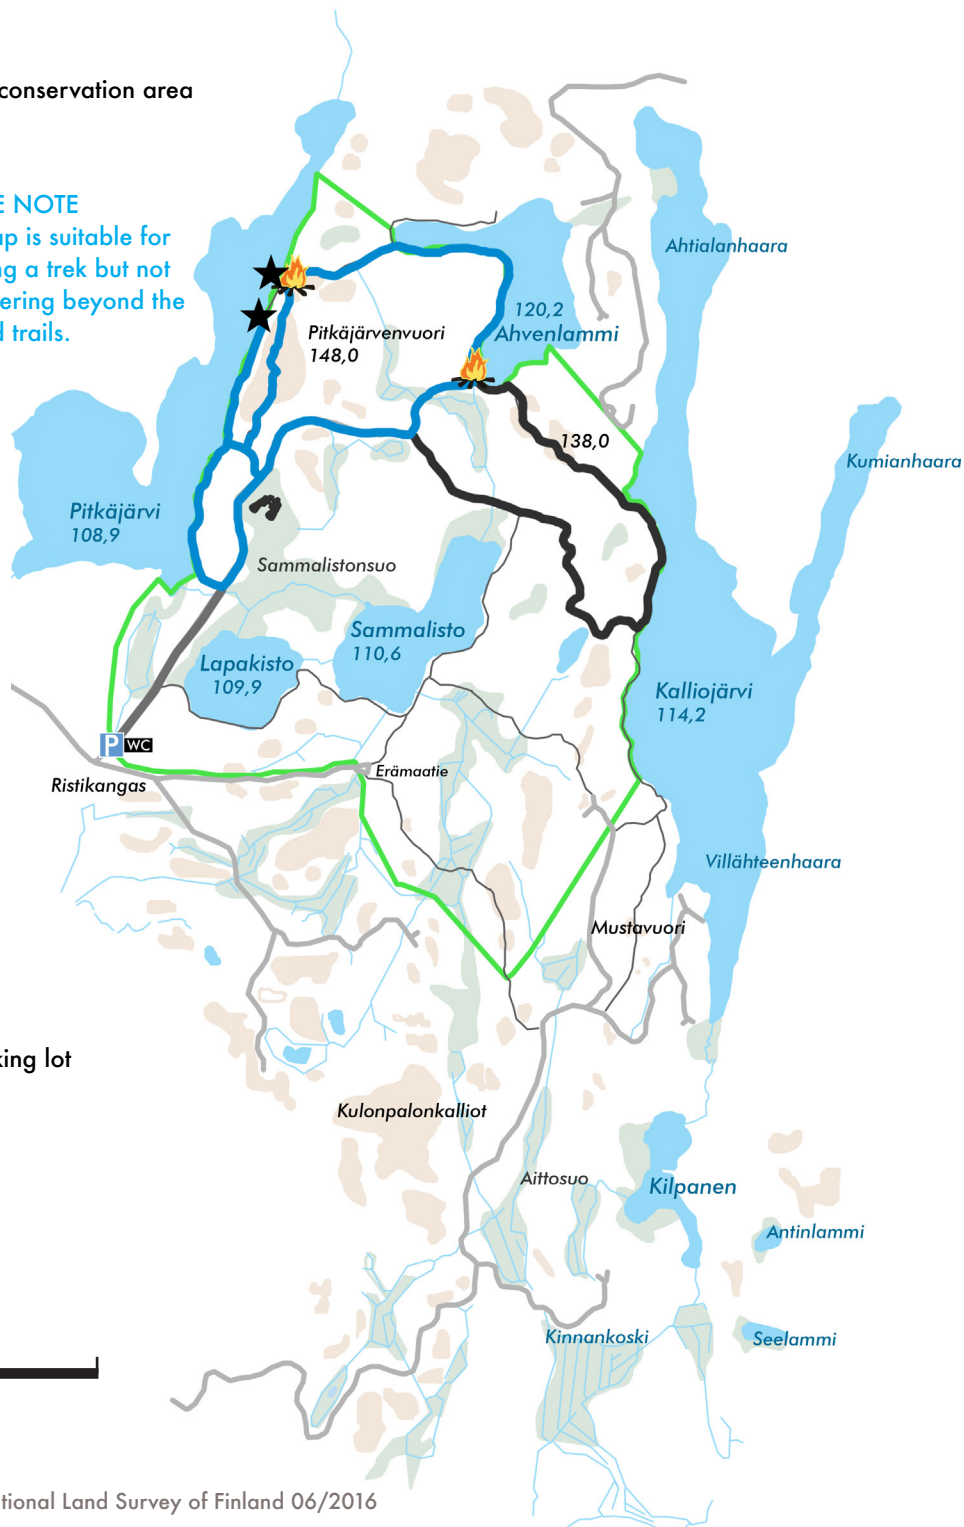 conservation area
E NOTE
ap is suitable for
ng a trek but not
ering beyond the
d trails.
Ahtialanhaara
120,2
Ahvenlammi
Pitkäjärvenvuori
148,0
138,0
Kumianhaara
Pitkäjärvi
108,9
Sammalistonsuo
Sammalisto
110,6
Lapakisto
109,9
Kalliojärvi
114,2
P WC
Erämaatie
Ristikangas
Villähteenhaara
Mustavuori
king lot
Kulonpalonkalliot
Aittosuo
Kilpanen
Antinlammi
Kinnankoski
Seelammi
tional Land Survey of Finland 06/2016